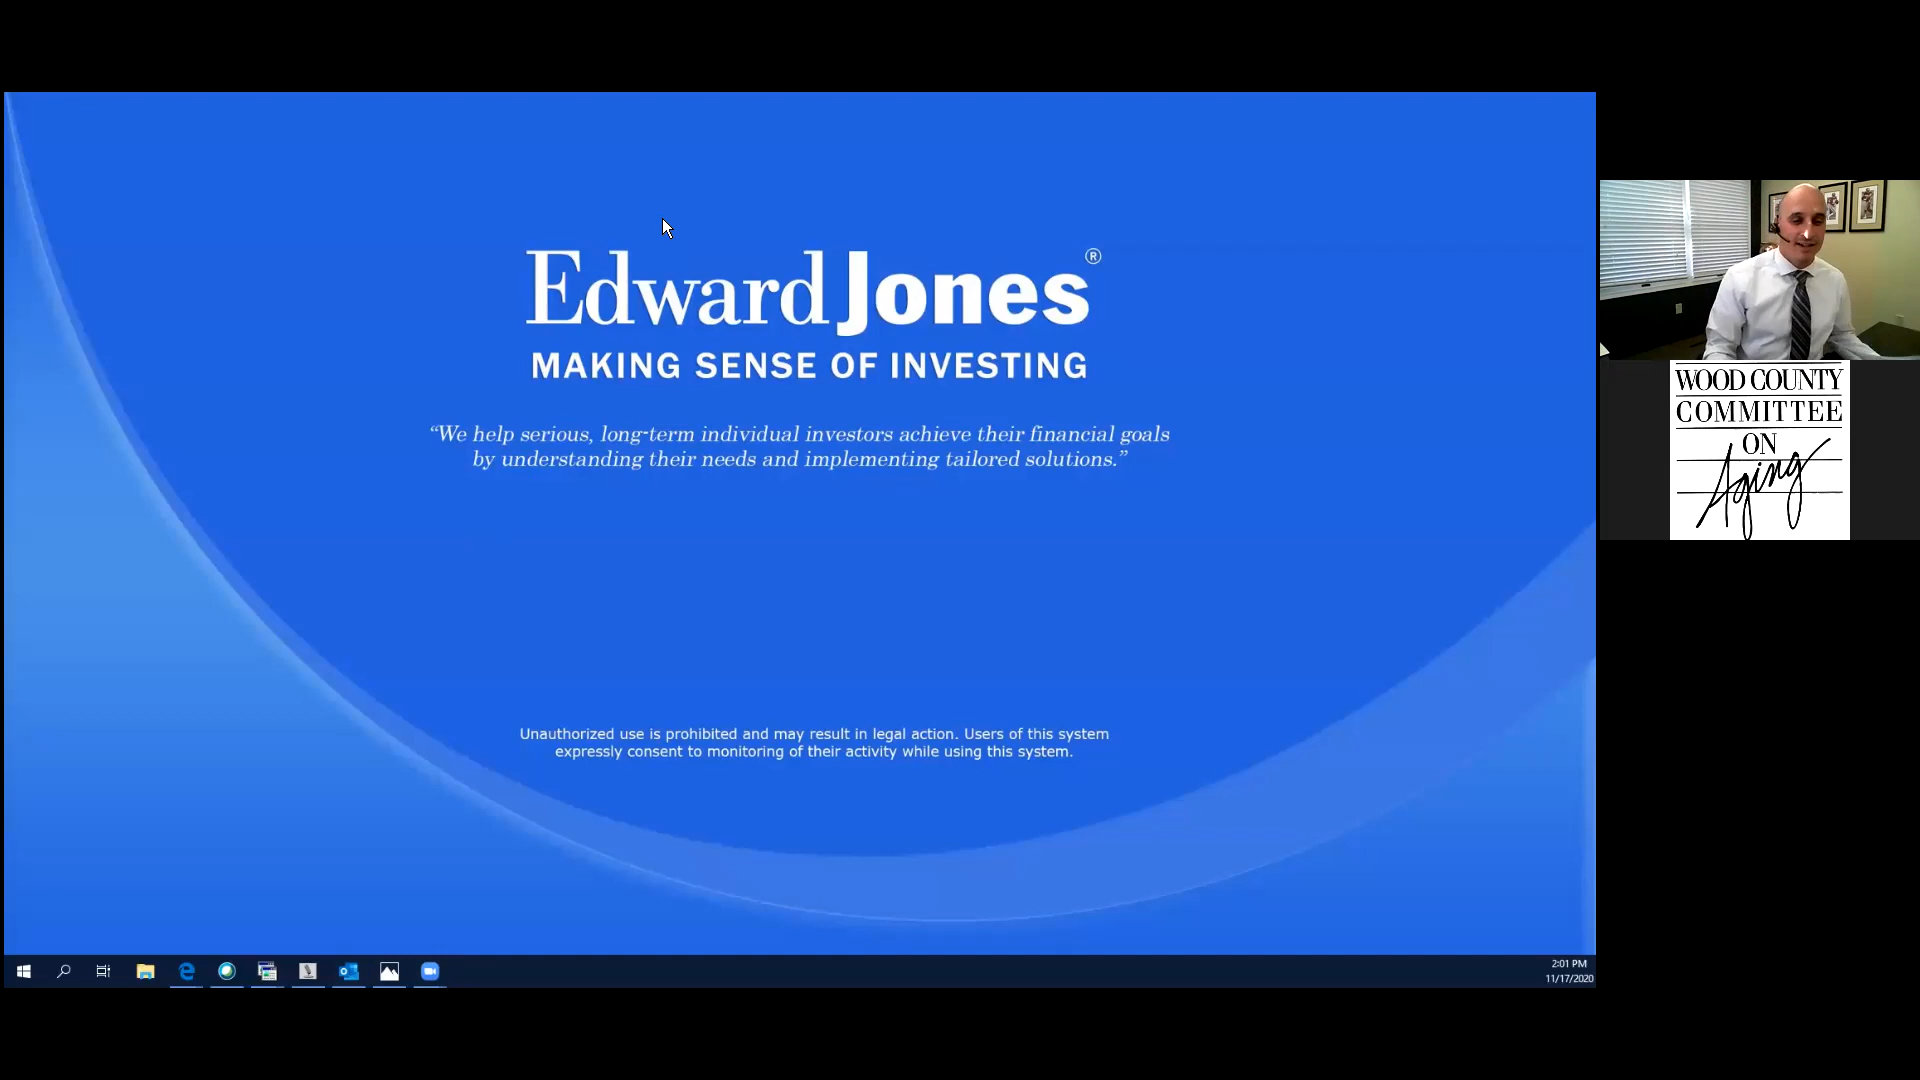 Edward Jones®
MAKING SENSE OF INVESTING
“We help serious, long-term individual investors achieve their financial goals
by understanding their needs and implementing tailored solutions.”
Unauthorized use is prohibited and may result in legal action. Users of this system
expressly consent to monitoring of their activity while using this system.
2:01 PM
11/17/2020
WOOD COUNTY
COMMITTEE
ON
Aging